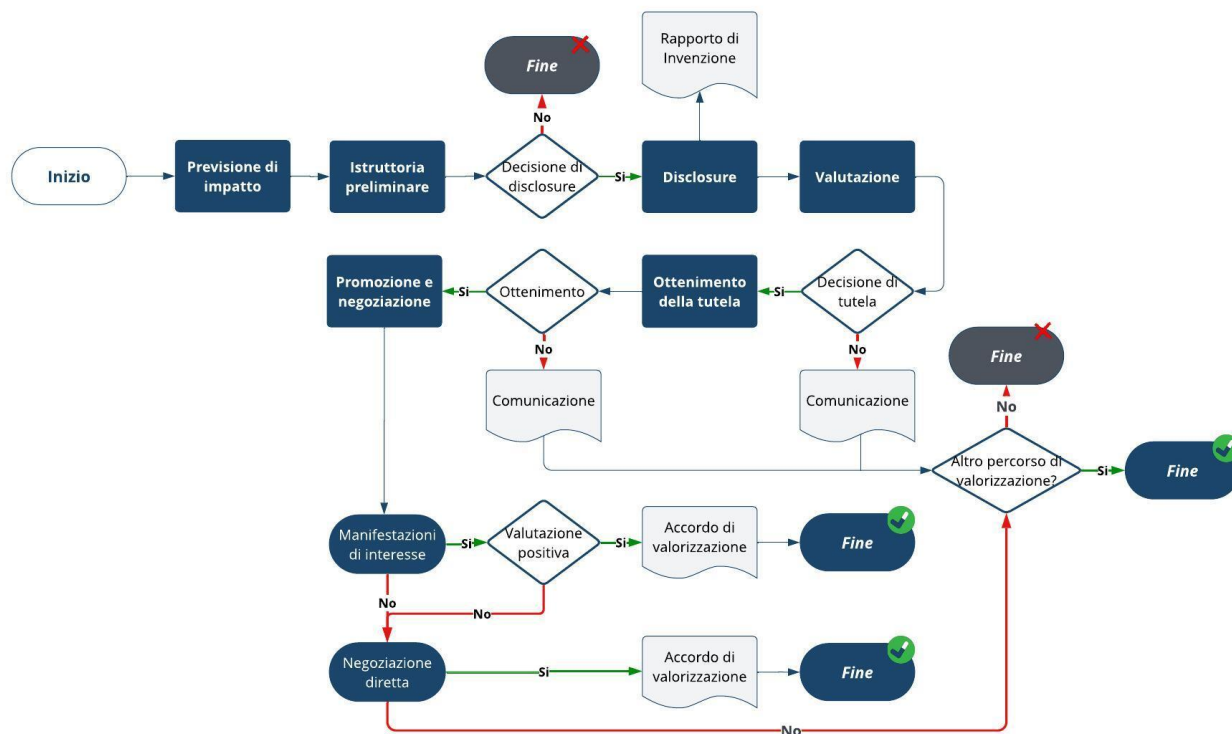 Fine
Rapporto di
Invenzione
No
Inizio
Previsione di
impatto
Istruttoria
preliminare
Decisione di
disclosure
Si
Disclosure
Valutazione
Promozione e
negoziazione
Si
Ottenimento
Ottenimento
della tutela
Si
Decisione di
tutela
No
No
Fine
Comunicazione
Comunicazione
No
Altro percorso di
valorizzazione?
Si
Fine
Manifestazioni
di interesse
Si
Valutazione
positiva
Si
Accordo di
valorizzazione
Fine
No
No
Negoziazione
diretta
Si
Accordo di
valorizzazione
Fine
No